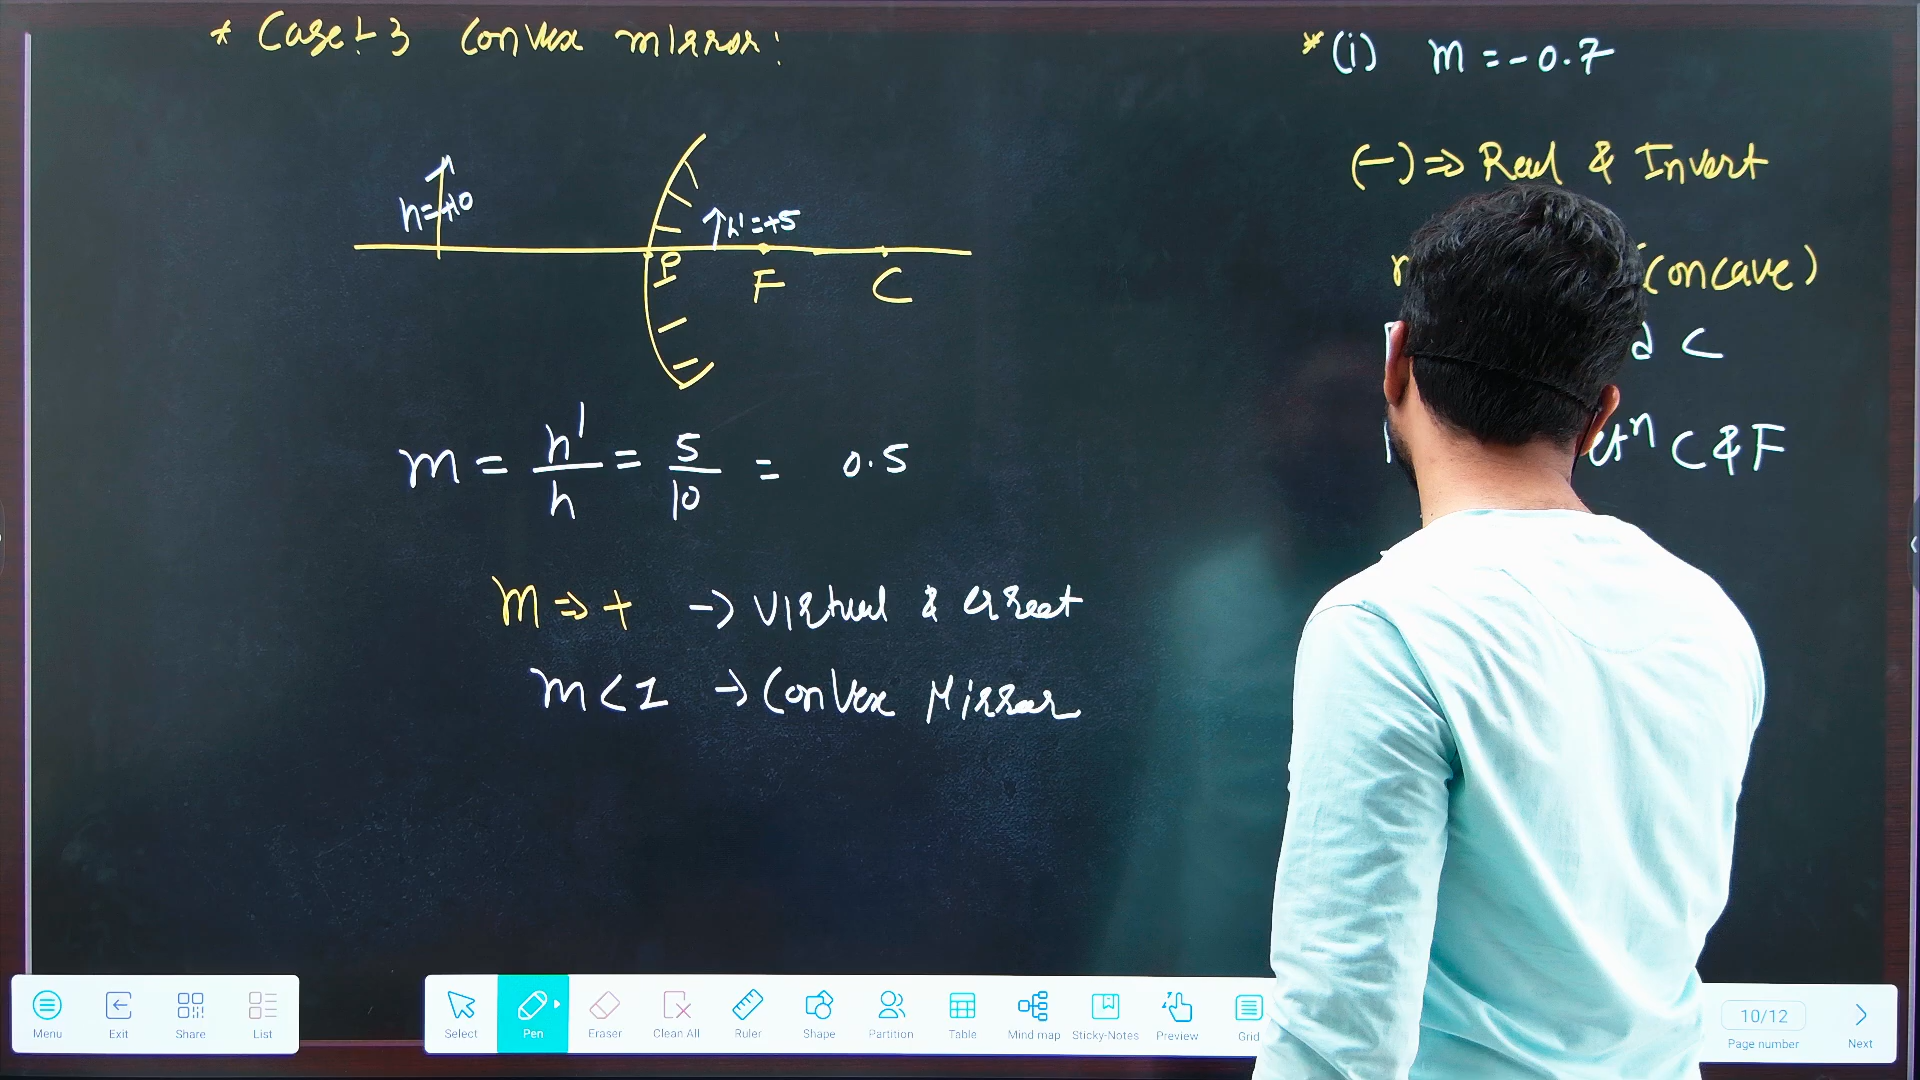 * Case:- 3 Convex mirror:
h=+10
h'=+5
P
F
C
m = h'/h = 5/10 = 0.5
m => + -> Virtual & errect
m < 1 -> Convex Mirror
* (i) m = -0.7
(-) => Real & Invert
Concave)
C
C & F
Menu
Exit
Share
List
Select
Pen
Eraser
Clean All
Ruler
Shape
Partition
Table
Mind map
Sticky-Notes
Preview
Grid
10/12
Page number
Next